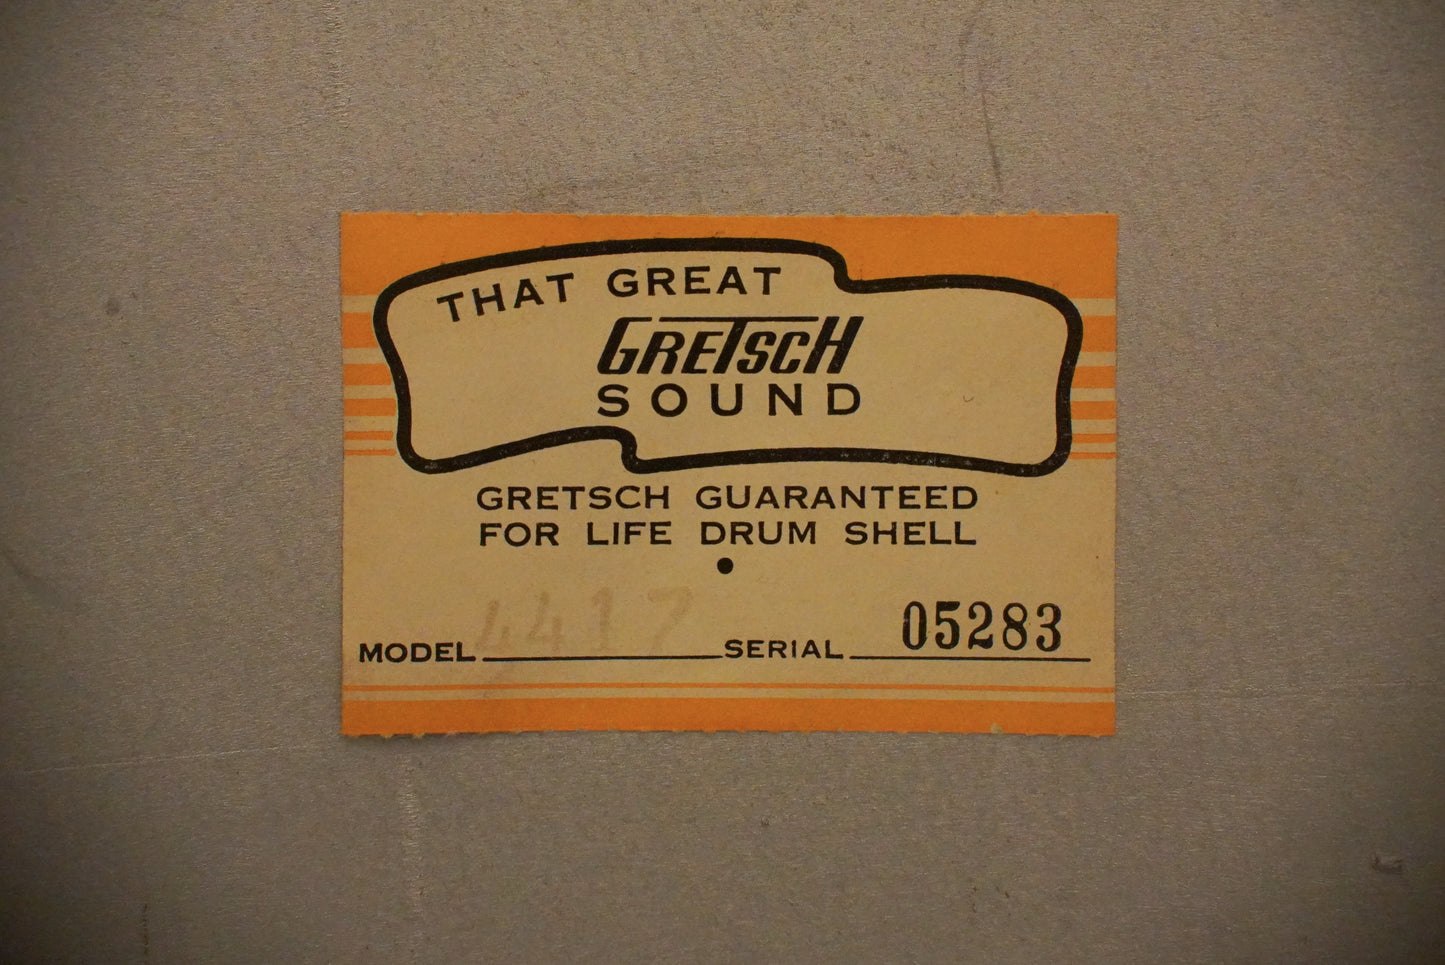 THAT GREAT
GRETSCH
SOUND
GRETSCH GUARANTEED
FOR LIFE DRUM SHELL
MODEL 4417 SERIAL 05283